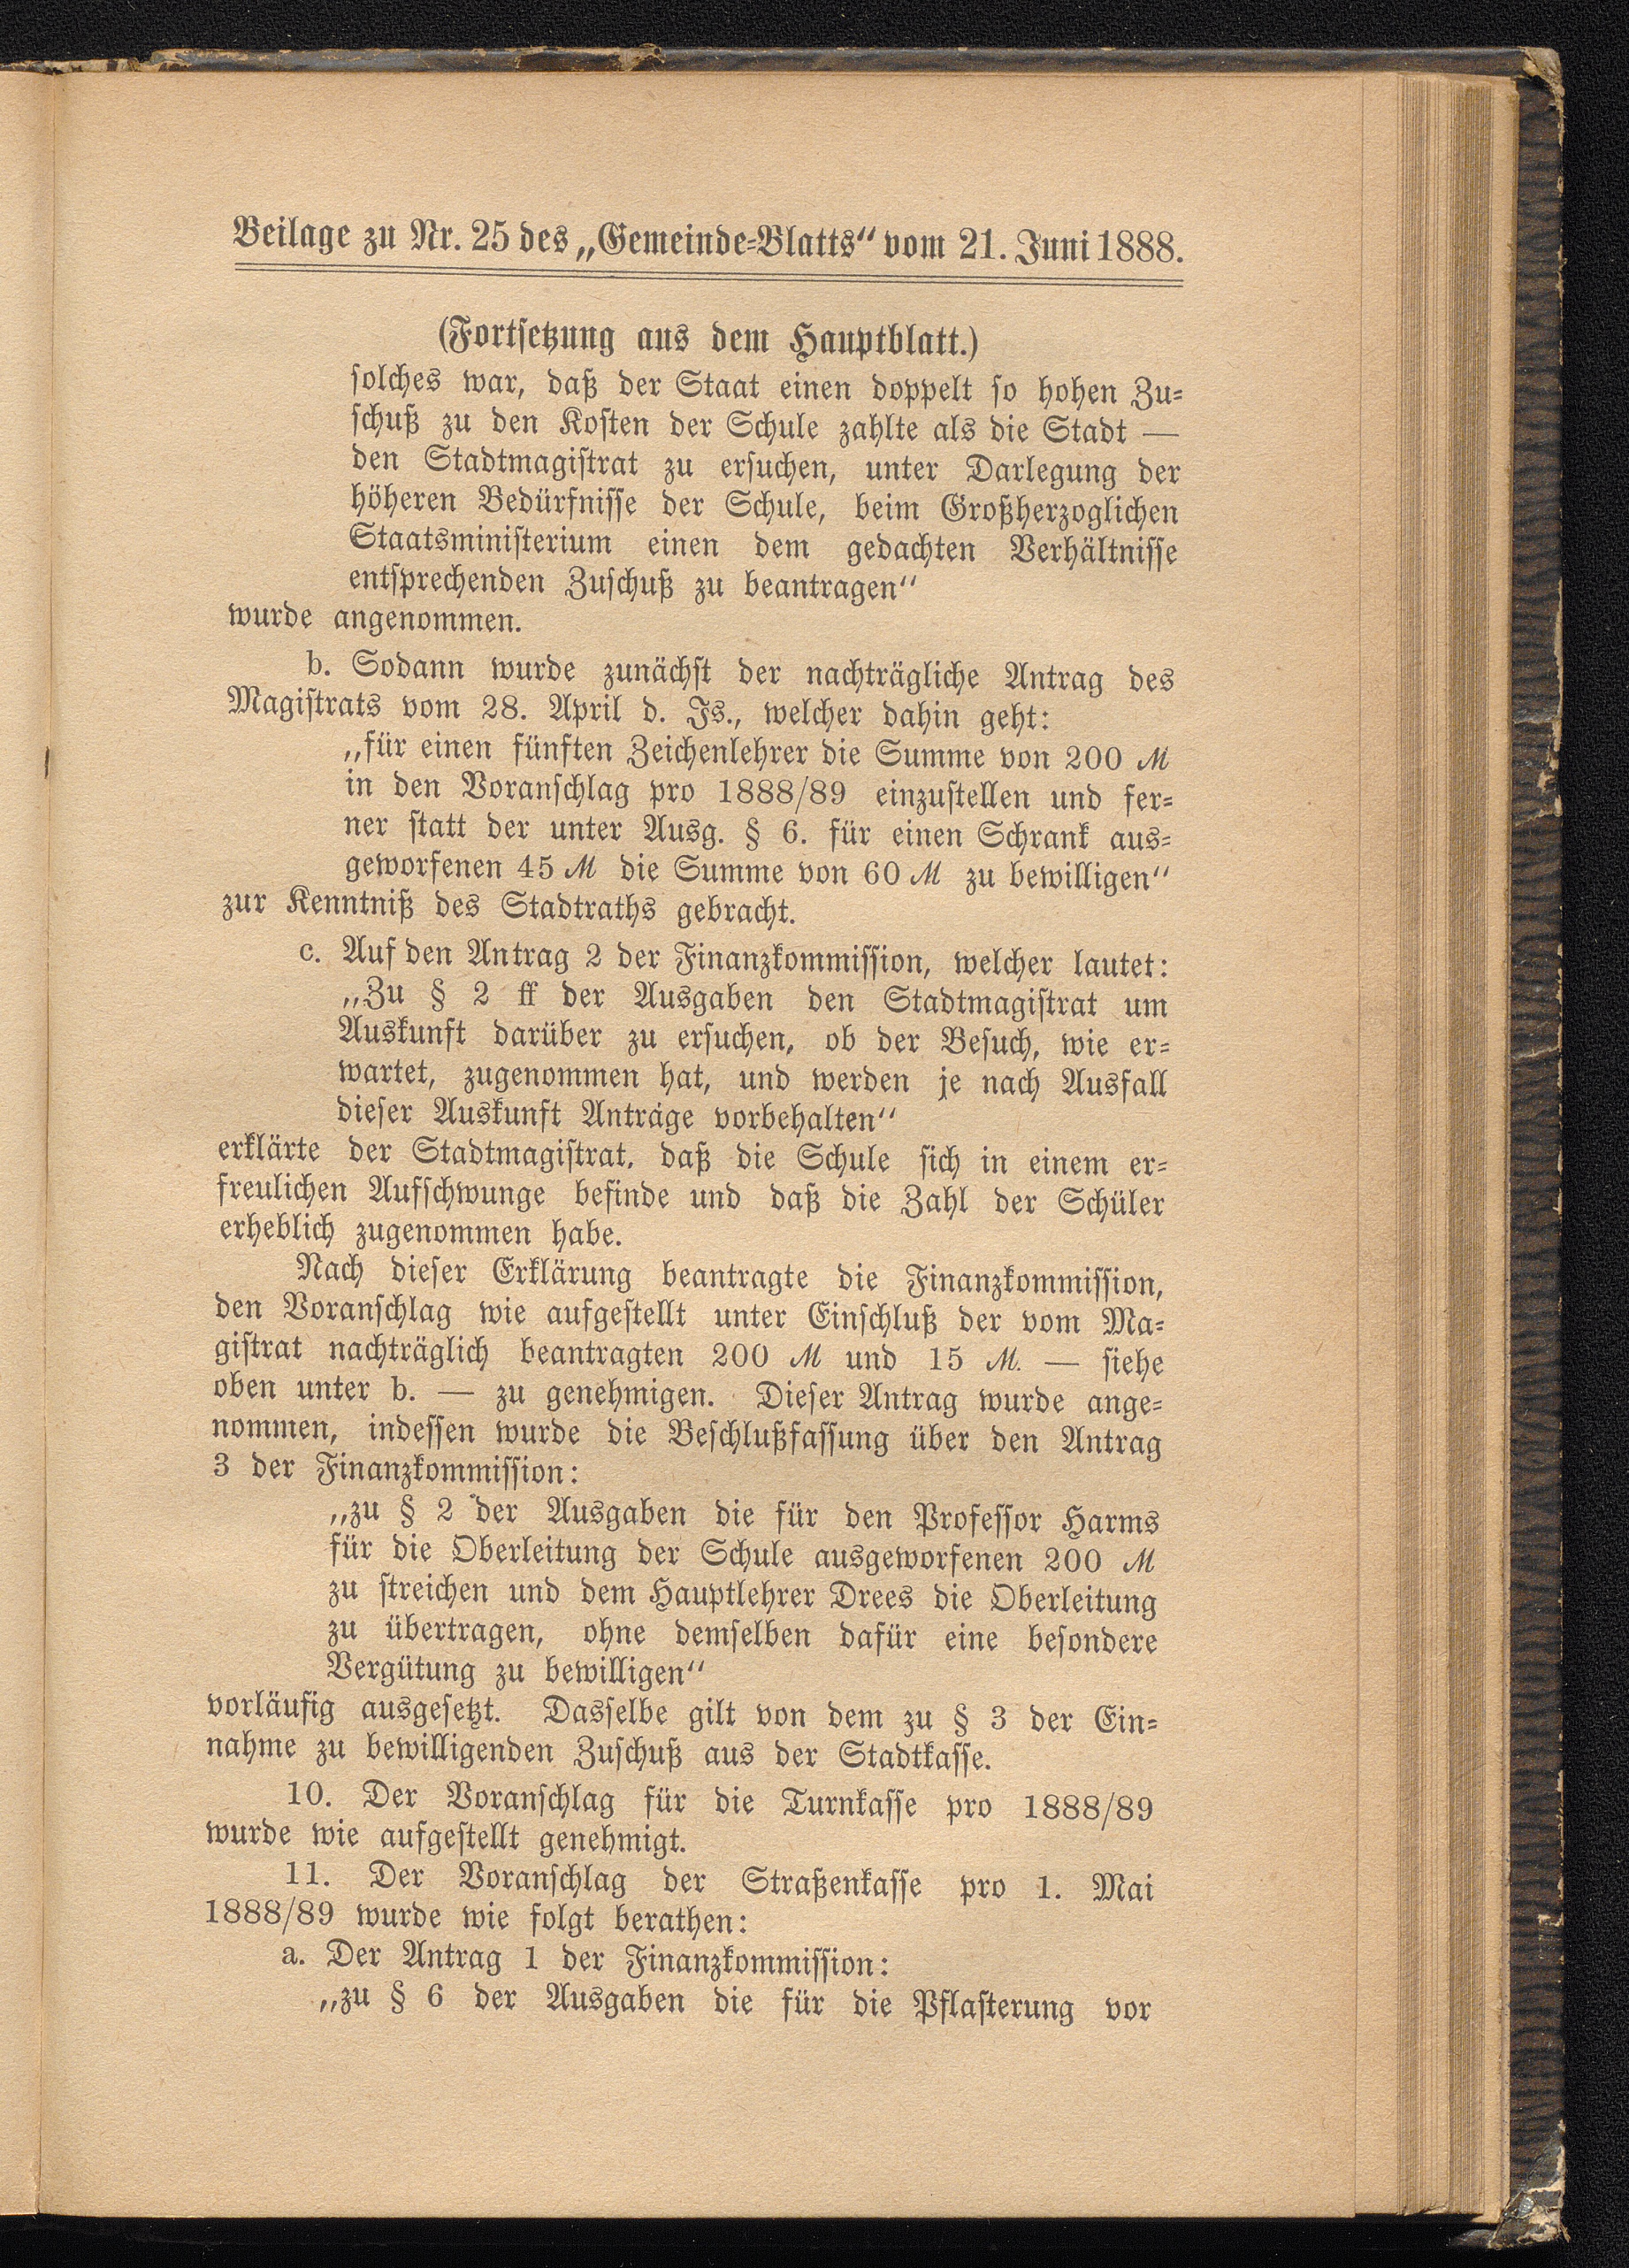 Beilage zu Nr. 25 des „Gemeinde-Blatts“ vom 21. Juni 1888.
(Fortsetzung aus dem Hauptblatt.)
solches war, daß der Staat einen doppelt so hohen Zu-
schuß zu den Kosten der Schule zahlte als die Stadt —
den Stadtmagistrat zu ersuchen, unter Darlegung der
höheren Bedürfnisse der Schule, beim Großherzoglichen
Staatsministerium einen dem gedachten Verhältnisse
entsprechenden Zuschuß zu beantragen“
wurde angenommen.
b. Sodann wurde zunächst der nachträgliche Antrag des
Magistrats vom 28. April d. Js., welcher dahin geht:
„für einen fünften Zeichenlehrer die Summe von 200 ℳ
in den Voranschlag pro 1888/89 einzustellen und fer-
ner statt der unter Ausg. § 6. für einen Schrank aus-
geworfenen 45 ℳ die Summe von 60 ℳ zu bewilligen“
zur Kenntniß des Stadtraths gebracht.
c. Auf den Antrag 2 der Finanzkommission, welcher lautet:
„Zu § 2 ff der Ausgaben den Stadtmagistrat um
Auskunft darüber zu ersuchen, ob der Besuch, wie er-
wartet, zugenommen hat, und werden je nach Ausfall
dieser Auskunft Anträge vorbehalten“
erklärte der Stadtmagistrat. daß die Schule sich in einem er-
freulichen Aufschwunge befinde und daß die Zahl der Schüler
erheblich zugenommen habe.
Nach dieser Erklärung beantragte die Finanzkommission,
den Voranschlag wie aufgestellt unter Einschluß der vom Ma-
gistrat nachträglich beantragten 200 ℳ und 15 ℳ. — siehe
oben unter b. — zu genehmigen. Dieser Antrag wurde ange-
nommen, indessen wurde die Beschlußfassung über den Antrag
3 der Finanzkommission:
„zu § 2 der Ausgaben die für den Professor Harms
für die Oberleitung der Schule ausgeworfenen 200 ℳ
zu streichen und dem Hauptlehrer Drees die Oberleitung
zu übertragen, ohne demselben dafür eine besondere
Vergütung zu bewilligen“
vorläufig ausgesetzt. Dasselbe gilt von dem zu § 3 der Ein-
nahme zu bewilligenden Zuschuß aus der Stadtkasse.
10. Der Voranschlag für die Turnkasse pro 1888/89
wurde wie aufgestellt genehmigt.
11. Der Voranschlag der Straßenkasse pro 1. Mai
1888/89 wurde wie folgt berathen:
a. Der Antrag 1 der Finanzkommission:
„zu § 6 der Ausgaben die für die Pflasterung vor